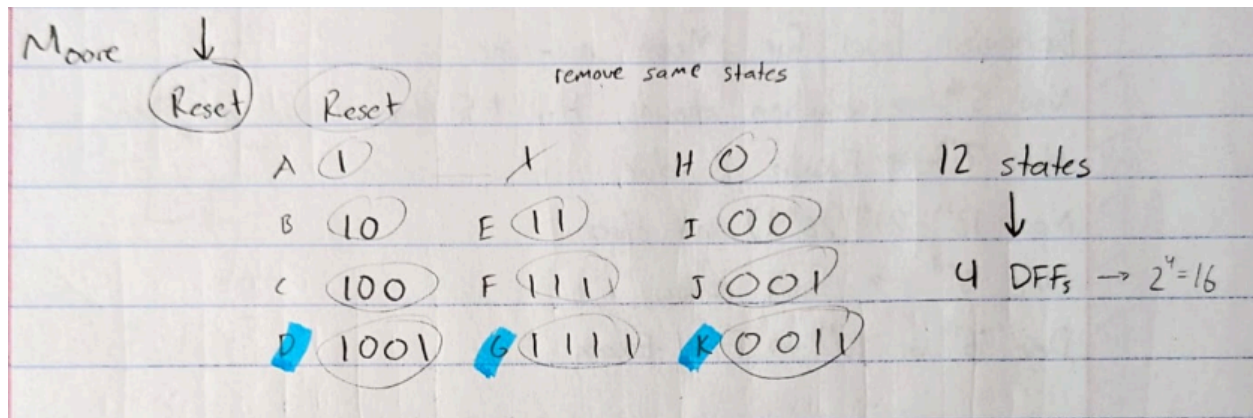 Moore ↓
Reset Reset remove same states
A 1 1 H 0 12 states
B 10 E 11 I 00 ↓
C 100 F 111 J 001 4 DFFs → 2^4=16
D 1001 G 1111 K 0011